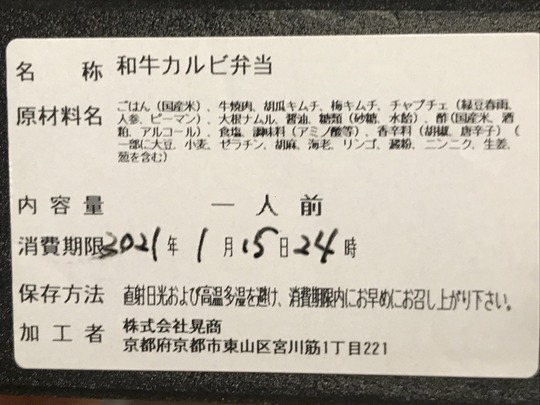 名称 和牛カルビ弁当
原材料名 ごはん（国産米）、牛焼肉、胡瓜キムチ、梅キムチ、チャプチェ（緑豆春雨、
人参、ピーマン）、大根ナムル、醤油、糖類（砂糖、水飴）、酢（国産米、酒
粕、アルコール）、食塩、調味料（アミノ酸等）、香辛料（胡椒、唐辛子）（
一部に大豆、小麦、ゼラチン、胡麻、海老、リンゴ、醤粉、ニンニク、生姜、
葱を含む）
内容量 一人前
消費期限 2021年 1月 15日 24時
保存方法 直射日光および高温多湿を避け、消費期限内にお早めにお召し上がり下さい。
加工者 株式会社晃商
京都府京都市東山区宮川筋1丁目221